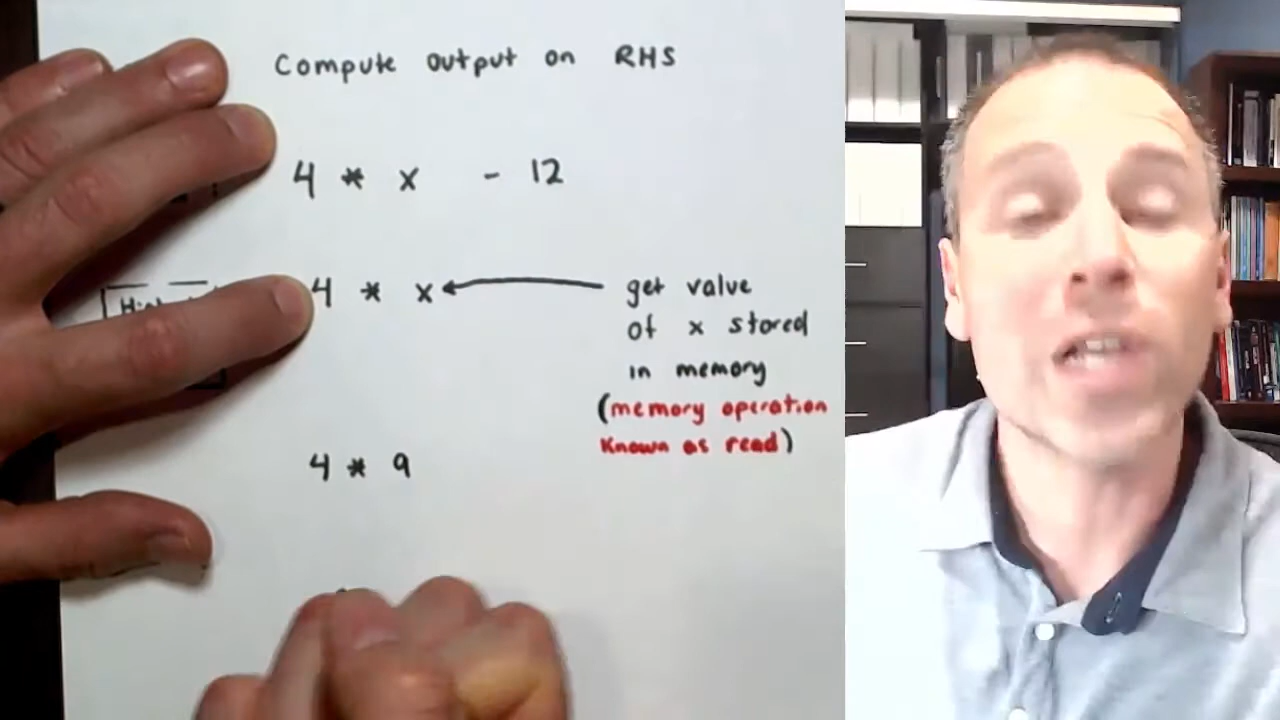 Compute output on RHS
4 * x - 12
4 * x
get value
of x stored
in memory
(memory operation
known as read)
4 * 9